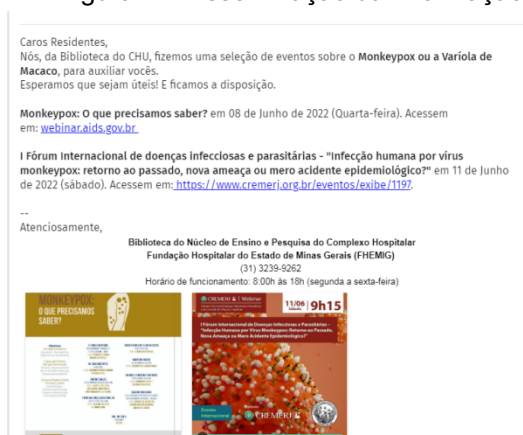 Caros Residentes,
Nós, da Biblioteca do CHU, fizemos uma seleção de eventos sobre o Monkeypox ou a Varíola de
Macaco, para auxiliar vocês.
Esperamos que sejam úteis! E ficamos a disposição.
Monkeypox: O que precisamos saber? em 08 de Junho de 2022 (Quarta-feira). Acessem
em: webinar.aids.gov.br
I Fórum Internacional de doenças infecciosas e parasitárias - "Infecção humana por vírus
monkeypox: retorno ao passado, nova ameaça ou mero acidente epidemiológico?" em 11 de Junho
de 2022 (sábado). Acessem em: https://www.cremerj.org.br/eventos/exibe/1197.
--
Atenciosamente,
Biblioteca do Núcleo de Ensino e Pesquisa do Complexo Hospitalar
Fundação Hospitalar do Estado de Minas Gerais (FHEMIG)
(31) 3239-9262
Horário de funcionamento: 8:00h às 18h (segunda a sexta-feira)
MONKEYPOX:
O QUE PRECISAMOS
SABER?
CREMERJ Webinar
11/06 9h15
I Fórum Internacional de Doenças Infecciosas e Parasitárias -
"Infecção Humana por Vírus Monkeypox: Retorno ao Passado,
Nova Ameaça ou Mero Acidente Epidemiológico?"
Evento
Internacional
CREMERJ